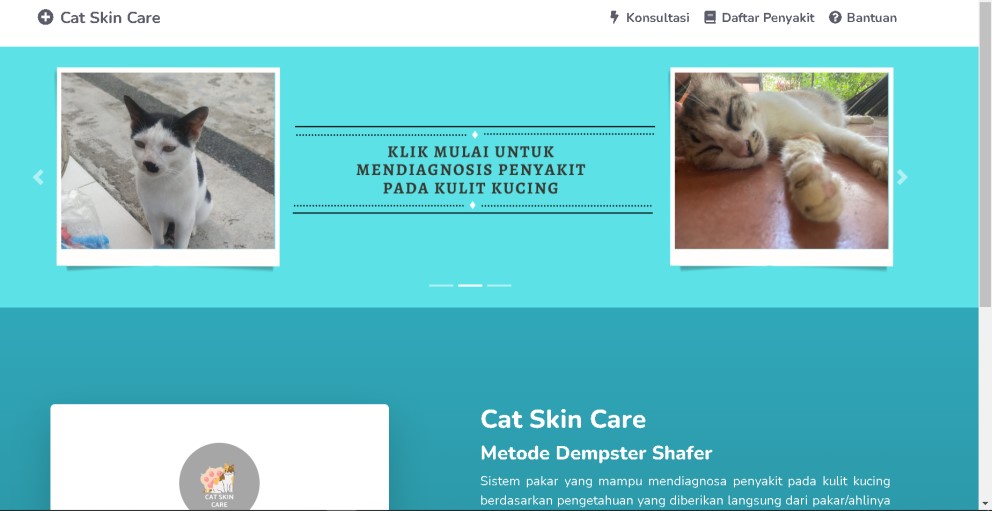 Cat Skin Care
Konsultasi
Daftar Penyakit
Bantuan
KLIK MULAI UNTUK
MENDIAGNOSIS PENYAKIT
PADA KULIT KUCING
CAT SKIN
CARE
Cat Skin Care
Metode Dempster Shafer
Sistem pakar yang mampu mendiagnosa penyakit pada kulit kucing
berdasarkan pengetahuan yang diberikan langsung dari pakar/ahlinya